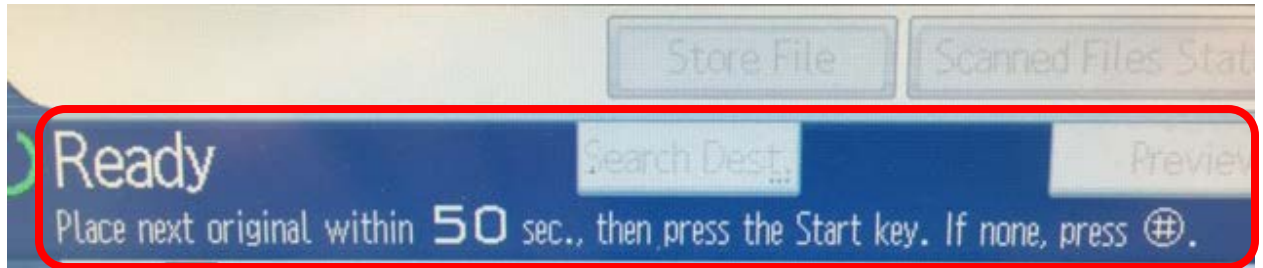 Store File
Scanned Files Stat
Ready
Search Dest.
Preview
Place next original within 50 sec., then press the Start key. If none, press #.